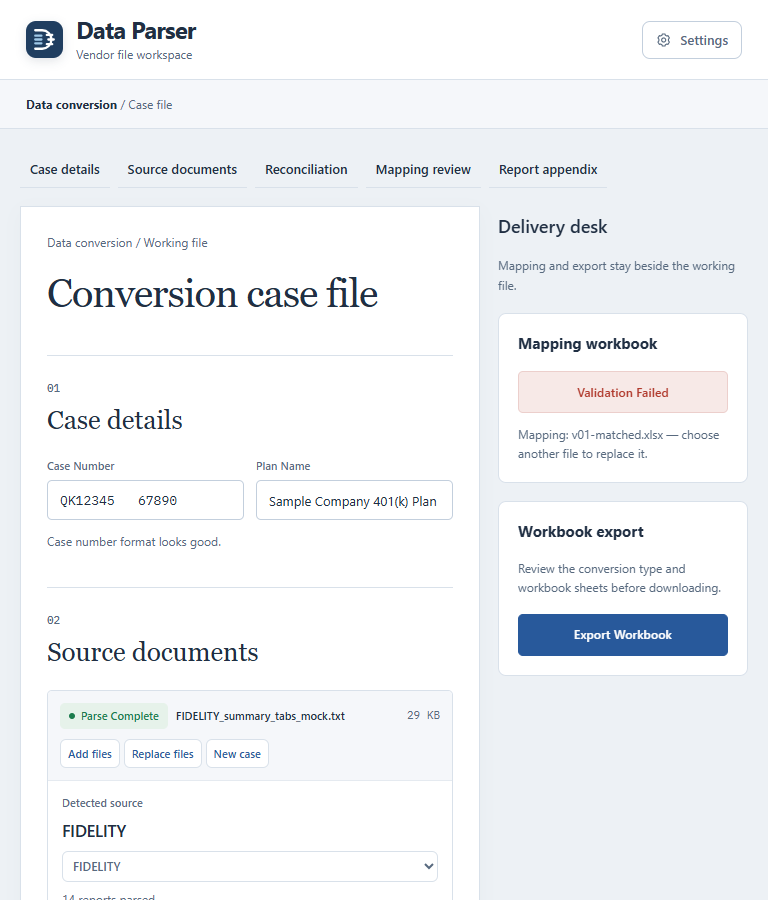 Data Parser
Vendor file workspace
Settings
Data conversion / Case file
Case details
Source documents
Reconciliation
Mapping review
Report appendix
Data conversion / Working file
Conversion case file
01
Case details
Case Number
Plan Name
QK12345   67890
Sample Company 401(k) Plan
Case number format looks good.
02
Source documents
Parse Complete
FIDELITY_summary_tabs_mock.txt
29 KB
Add files
Replace files
New case
Detected source
FIDELITY
FIDELITY
14 reports parsed
Delivery desk
Mapping and export stay beside the working
file.
Mapping workbook
Validation Failed
Mapping: v01-matched.xlsx — choose
another file to replace it.
Workbook export
Review the conversion type and
workbook sheets before downloading.
Export Workbook